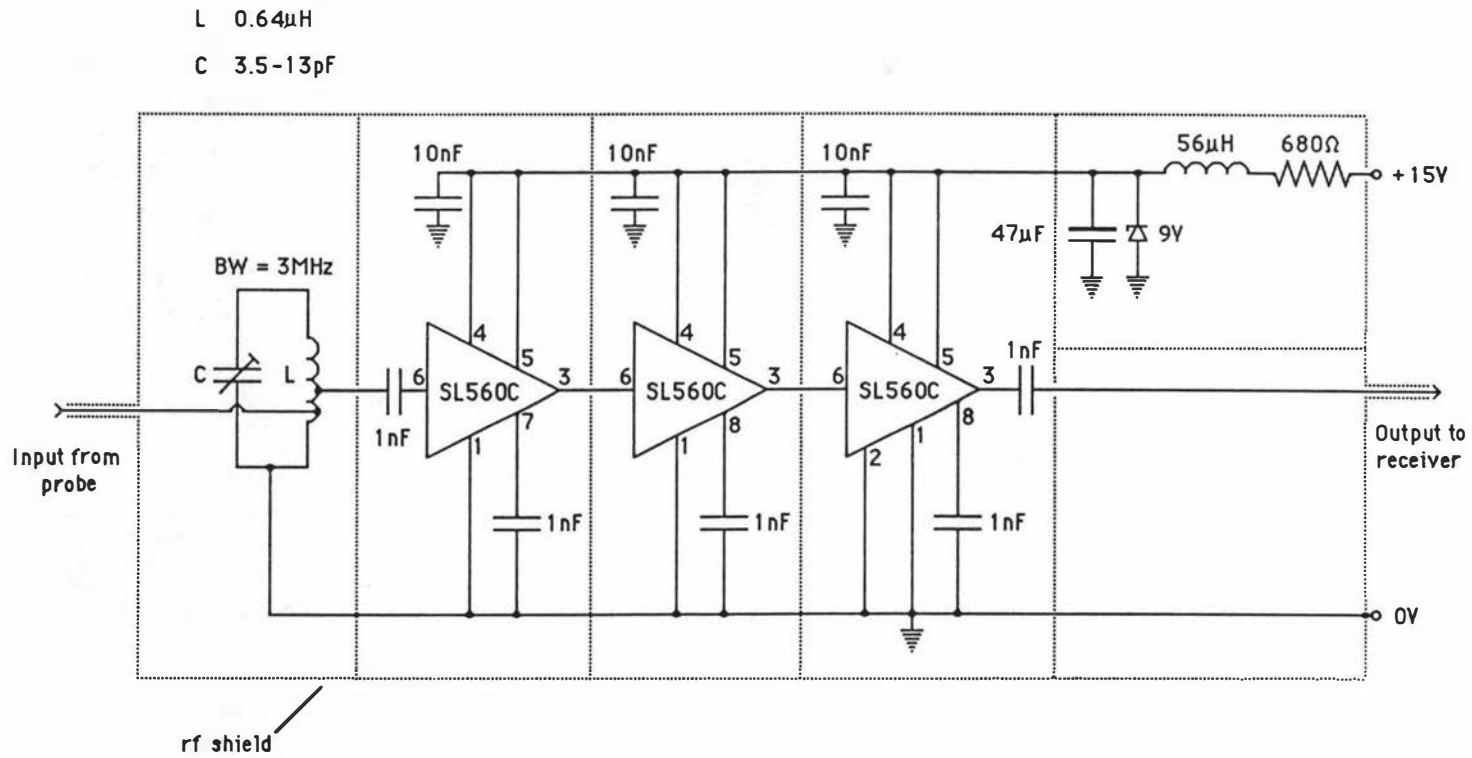 L 0.64μH
C 3.5-13pF
10nF
10nF
10nF
56μH
680Ω
+15V
47μF
9V
BW = 3MHz
C
L
1nF
6
4
5
3
SL560C
7
1
6
4
5
3
SL560C
8
1
6
4
5
3
SL560C
8
1
2
1nF
Input from
probe
Output to
receiver
1nF
1nF
1nF
0V
rf shield